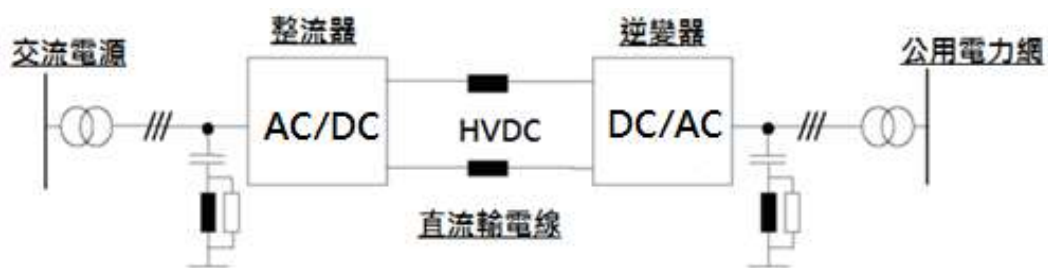 交流電源
整流器
逆變器
公用電力網
AC/DC
HVDC
DC/AC
直流輸電線